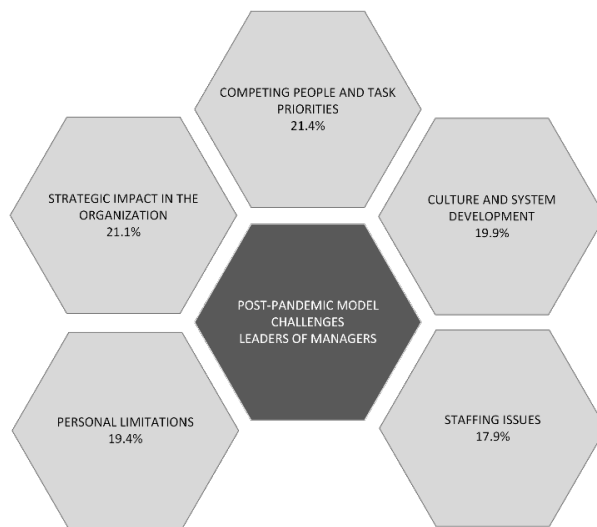 COMPETING PEOPLE AND TASK
PRIORITIES
21.4%
STRATEGIC IMPACT IN THE
ORGANIZATION
21.1%
CULTURE AND SYSTEM
DEVELOPMENT
19.9%
POST-PANDEMIC MODEL
CHALLENGES
LEADERS OF MANAGERS
PERSONAL LIMITATIONS
19.4%
STAFFING ISSUES
17.9%